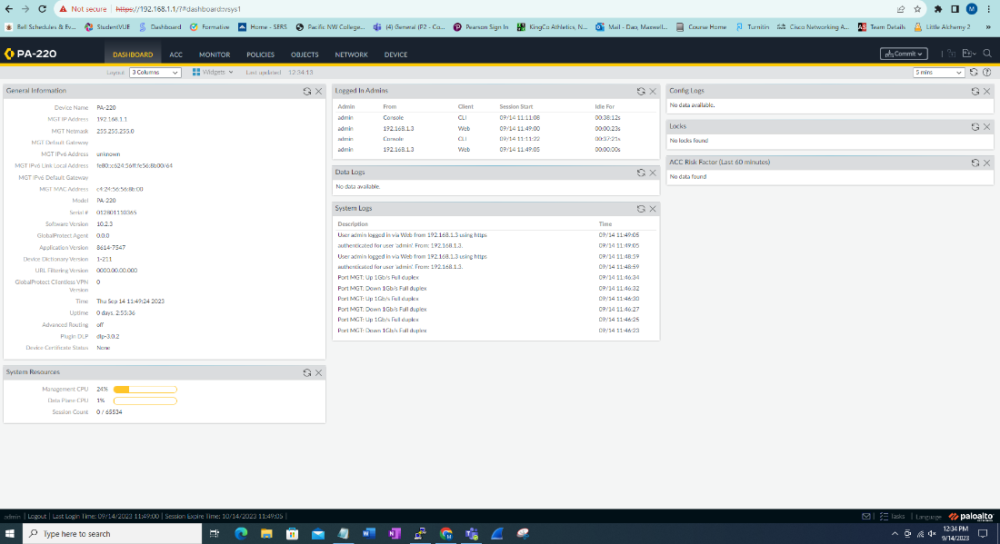 Not secure | https://192.168.1.1/?#dashboard::vsys1
Bell Schedules & Ev... StudentVUE Dashboard Formative Home - SERS Pacific NW College... (4) General (P2 - Co... Pearson Sign In KingCo Athletics, N... Mail - Dao, Maxwell... Course Home Turnitin Cisco Networking A... Team Details Little Alchemy 2 »
PA-220 DASHBOARD ACC MONITOR POLICIES OBJECTS NETWORK DEVICE Commit
Layout 3 Columns Widgets Last updated 12:34:13 5 mins
General Information
Device Name PA-220
MGT IP Address 192.168.1.1
MGT Netmask 255.255.255.0
MGT Default Gateway
MGT IPv6 Address unknown
MGT IPv6 Link Local Address fe80::c624:56ff:fe56:8b00/64
MGT IPv6 Default Gateway
MGT MAC Address c4:24:56:56:8b:00
Model PA-220
Serial # 012801110365
Software Version 10.2.3
GlobalProtect Agent 0.0.0
Application Version 8614-7547
Device Dictionary Version 1-211
URL Filtering Version 0000.00.00.000
GlobalProtect Clientless VPN Version 0
Time Thu Sep 14 11:49:24 2023
Uptime 0 days, 2:55:36
Advanced Routing off
Plugin DLP dlp-3.0.2
Device Certificate Status None
System Resources
Management CPU 24%
Data Plane CPU 1%
Session Count 0 / 65534
Logged In Admins
Admin From Client Session Start Idle For
admin Console CLI 09/14 11:11:08 00:38:12s
admin 192.168.1.3 Web 09/14 11:49:00 00:00:23s
admin Console CLI 09/14 11:11:22 00:37:21s
admin 192.168.1.3 Web 09/14 11:49:05 00:00:00s
Data Logs
No data available.
System Logs
Description Time
User admin logged in via Web from 192.168.1.3 using https 09/14 11:49:05
authenticated for user 'admin'. From: 192.168.1.3. 09/14 11:49:05
User admin logged in via Web from 192.168.1.3 using https 09/14 11:48:59
authenticated for user 'admin'. From: 192.168.1.3. 09/14 11:48:59
Port MGT: Up 1Gb/s Full duplex 09/14 11:46:34
Port MGT: Down 1Gb/s Full duplex 09/14 11:46:32
Port MGT: Up 1Gb/s Full duplex 09/14 11:46:30
Port MGT: Down 1Gb/s Full duplex 09/14 11:46:27
Port MGT: Up 1Gb/s Full duplex 09/14 11:46:25
Port MGT: Down 1Gb/s Full duplex 09/14 11:46:23
Config Logs
No data available.
Locks
No locks found
ACC Risk Factor (Last 60 minutes)
No data found
admin | Logout | Last Login Time: 09/14/2023 11:49:00 | Session Expire Time: 10/14/2023 11:49:05 | Tasks | Language paloalto
Type here to search
12:34 PM
9/14/2023